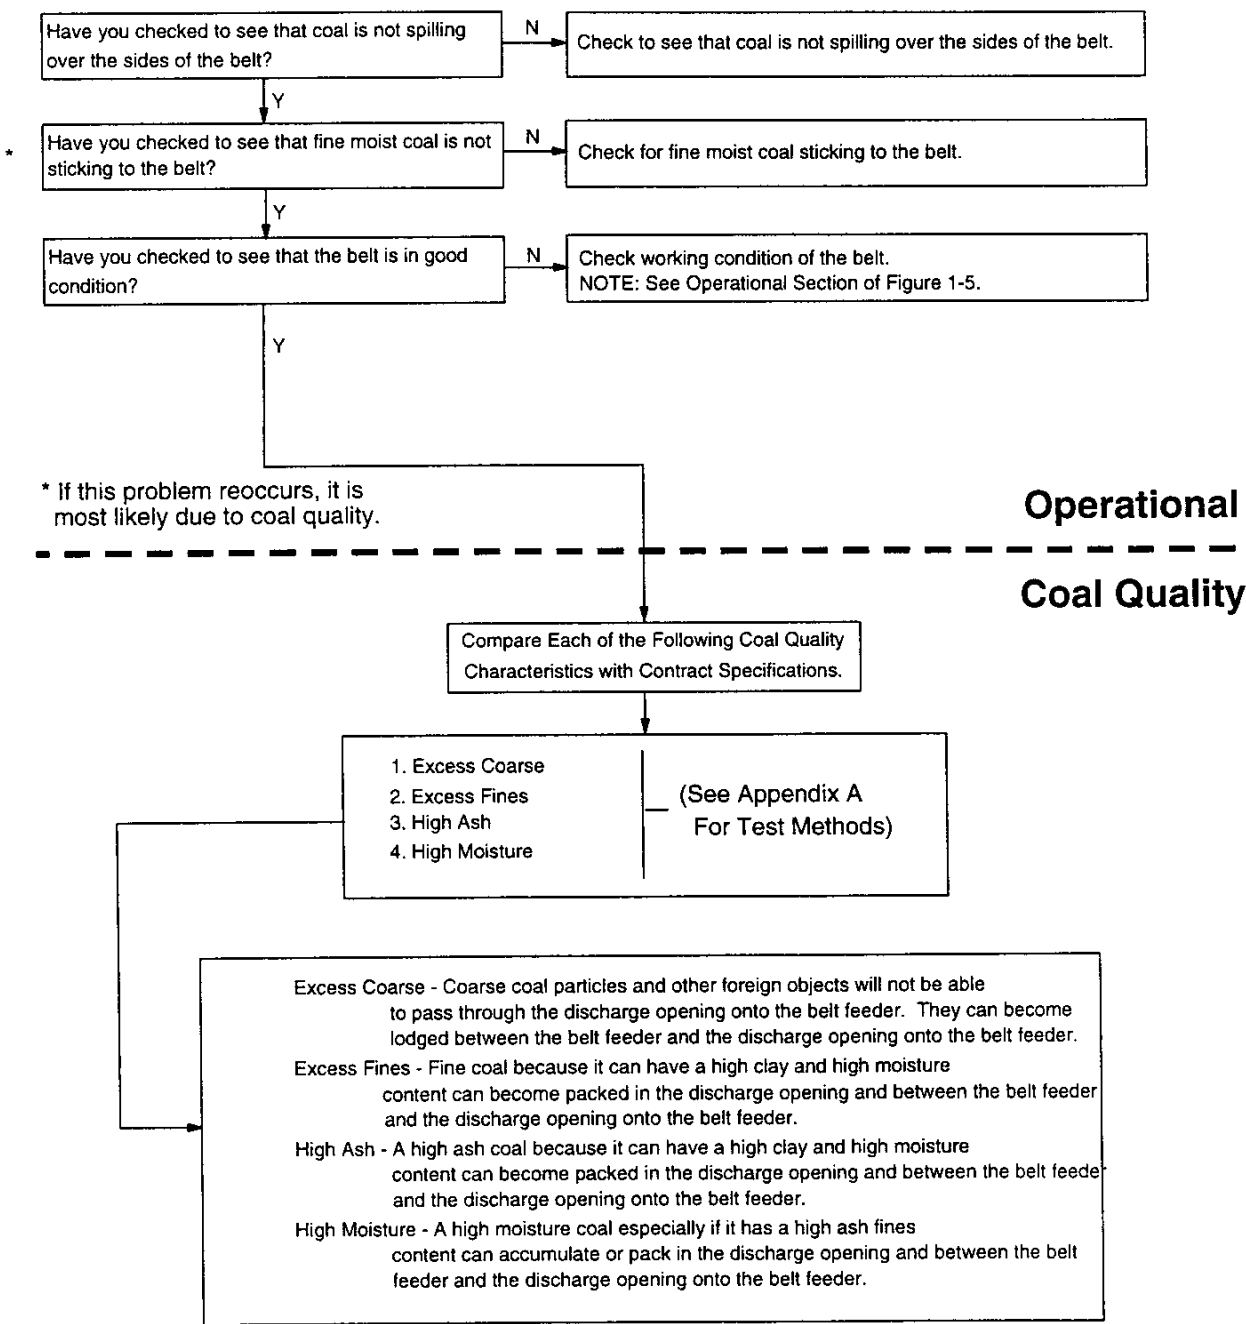 Have you checked to see that coal is not spilling
over the sides of the belt?
N
Check to see that coal is not spilling over the sides of the belt.
Y
*
Have you checked to see that fine moist coal is not
sticking to the belt?
N
Check for fine moist coal sticking to the belt.
Y
Have you checked to see that the belt is in good
condition?
N
Check working condition of the belt.
NOTE: See Operational Section of Figure 1-5.
Y
* If this problem reoccurs, it is
most likely due to coal quality.
Operational
Coal Quality
Compare Each of the Following Coal Quality
Characteristics with Contract Specifications.
1. Excess Coarse
2. Excess Fines
3. High Ash
4. High Moisture
(See Appendix A
For Test Methods)
Excess Coarse - Coarse coal particles and other foreign objects will not be able
to pass through the discharge opening onto the belt feeder. They can become
lodged between the belt feeder and the discharge opening onto the belt feeder.
Excess Fines - Fine coal because it can have a high clay and high moisture
content can become packed in the discharge opening and between the belt feeder
and the discharge opening onto the belt feeder.
High Ash - A high ash coal because it can have a high clay and high moisture
content can become packed in the discharge opening and between the belt feeder
and the discharge opening onto the belt feeder.
High Moisture - A high moisture coal especially if it has a high ash fines
content can accumulate or pack in the discharge opening and between the belt
feeder and the discharge opening onto the belt feeder.